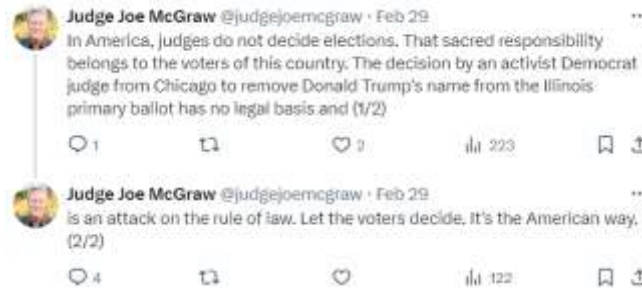 Judge Joe McGraw @judgejoemcgraw · Feb 29
In America, judges do not decide elections. That sacred responsibility
belongs to the voters of this country. The decision by an activist Democrat
judge from Chicago to remove Donald Trump's name from the Illinois
primary ballot has no legal basis and (1/2)
1 2 223
Judge Joe McGraw @judgejoemcgraw · Feb 29
is an attack on the rule of law. Let the voters decide. It's the American way.
(2/2)
4 122